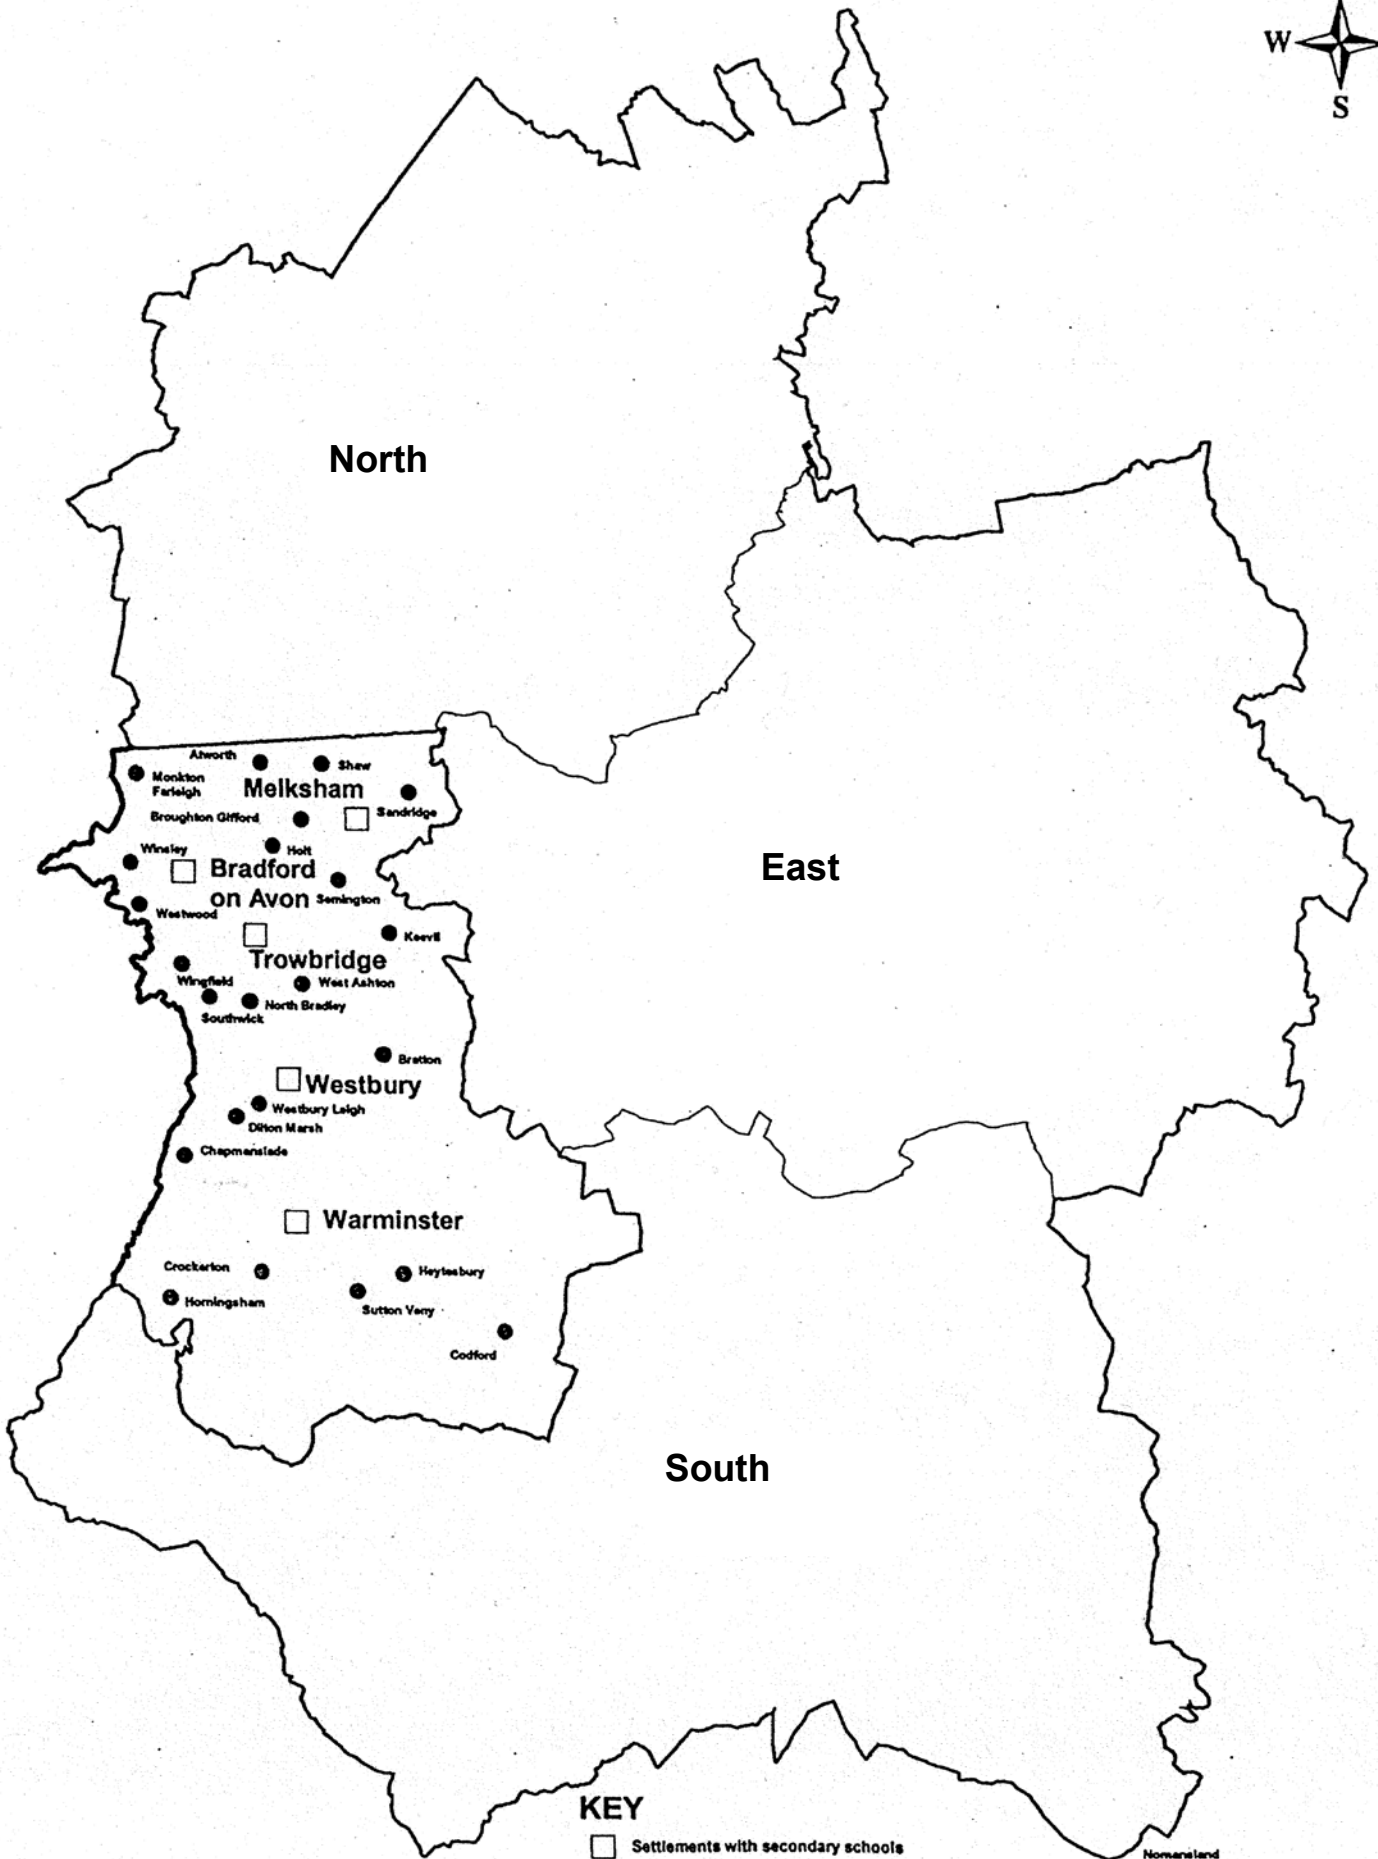 W
S
North
Atworth
Shaw
Monkton
Farleigh
Melksham
Sandridge
Broughton Gifford
Winsley
Holt
Bradford
on Avon
Semington
Westwood
Keevil
Trowbridge
Wingfield
West Ashton
Southwick
North Bradley
East
Bratton
Westbury
Westbury Leigh
Dilton Marsh
Chapmanslade
Warminster
Crockerton
Heytesbury
Horningsham
Sutton Veny
Codford
South
KEY
Settlements with secondary schools
Nomansland